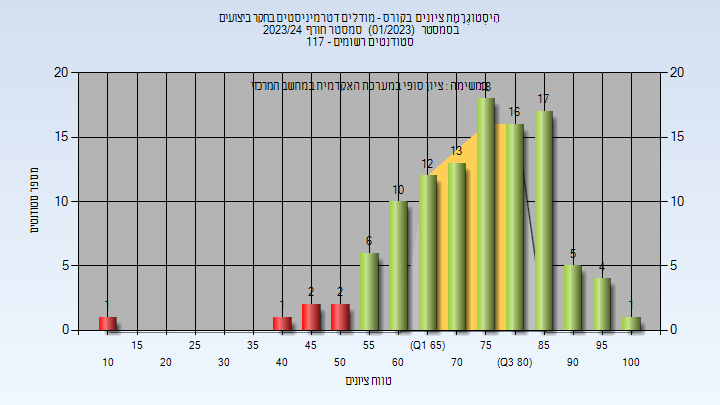 היסטוגרמת ציונים בקורס - מודלים דטרמיניסטים בחקר ביצועים
בסמסטר (01/2023) סמסטר חורף 2023/24
סטודנטים רשומים - 117
משימה : ציון סופי במערכת האקדמית במחשב המרכזי
מספר סטודנטים
20 20
15 15
10 10
5 5
0 0
1 1 2 2 6 10 12 13 18 16 17 5 4 1
15 25 35 45 55 (Q1 65) 75 85 95
10 20 30 40 50 60 70 (Q3 80) 90 100
טווח ציונים